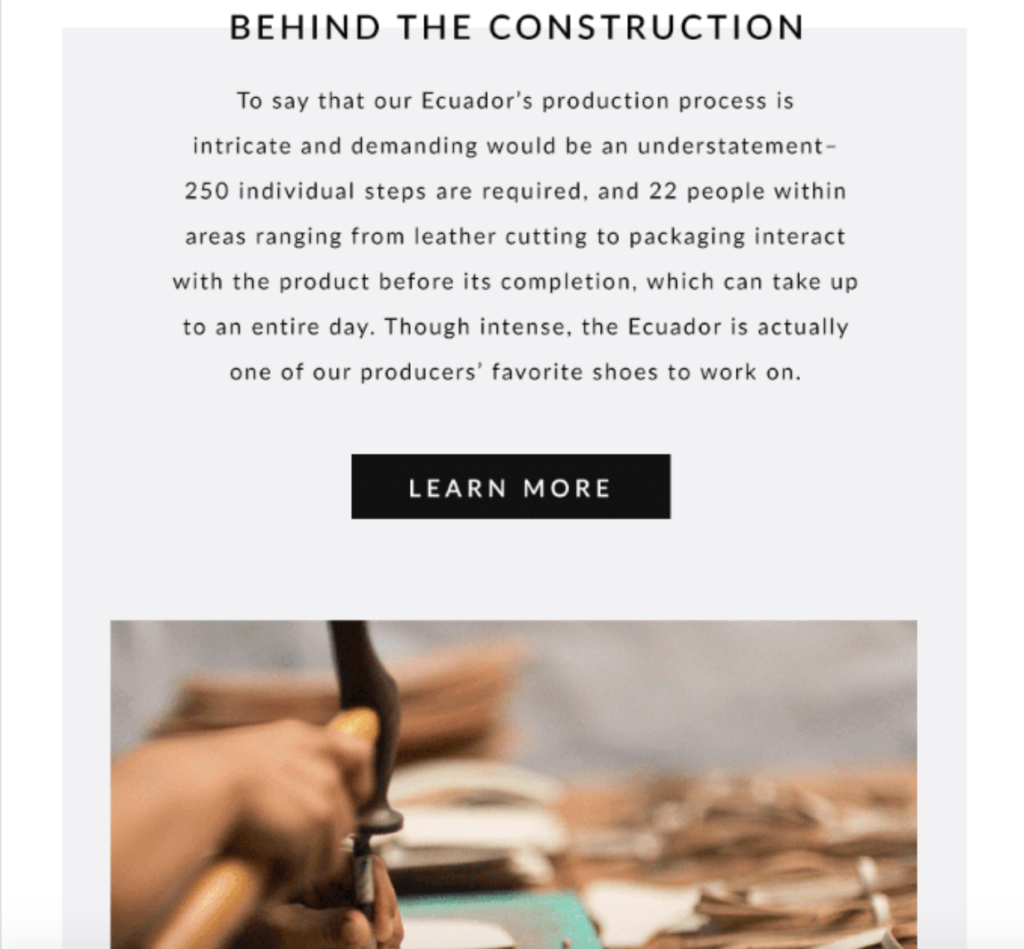 BEHIND THE CONSTRUCTION
To say that our Ecuador’s production process is
intricate and demanding would be an understatement–
250 individual steps are required, and 22 people within
areas ranging from leather cutting to packaging interact
with the product before its completion, which can take up
to an entire day. Though intense, the Ecuador is actually
one of our producers’ favorite shoes to work on.
LEARN MORE